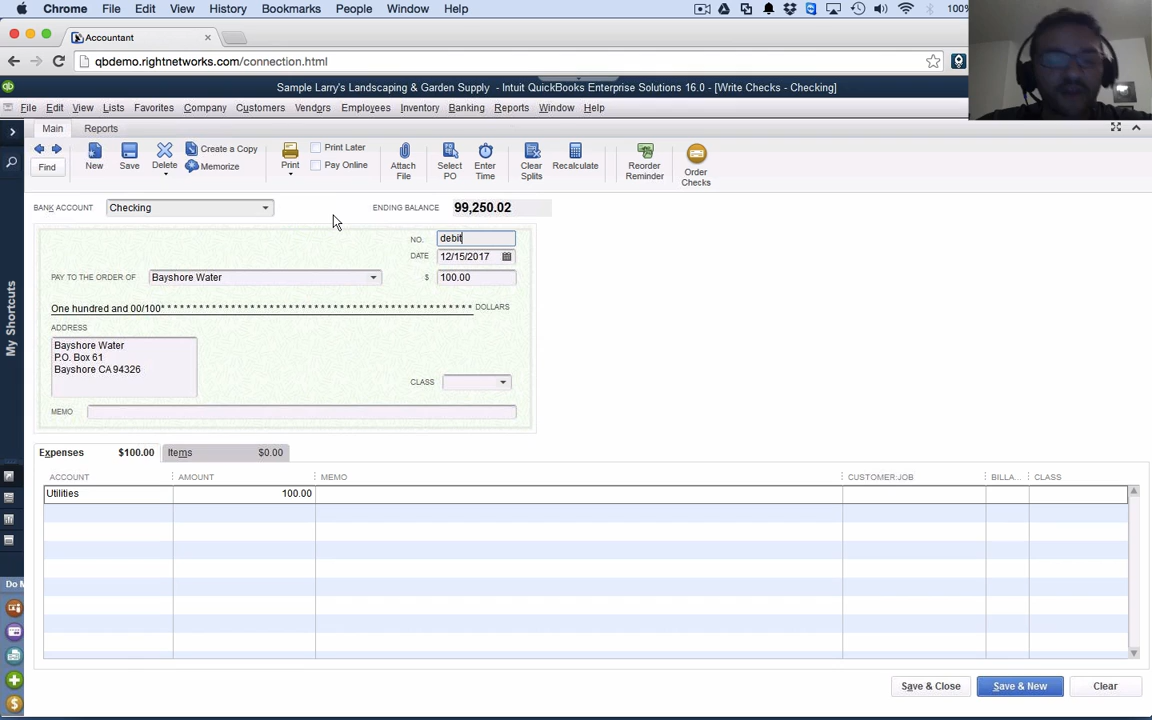 Chrome File Edit View History Bookmarks People Window Help 100%
Accountant
qbdemo.rightnetworks.com/connection.html
Sample Larry's Landscaping & Garden Supply - Intuit QuickBooks Enterprise Solutions 16.0 - [Write Checks - Checking]
File Edit View Lists Favorites Company Customers Vendors Employees Inventory Banking Reports Window Help
Main Reports
Find New Save Delete Create a Copy Memorize Print Print Later Pay Online Attach File Select PO Enter Time Clear Splits Recalculate Reorder Reminder Order Checks
BANK ACCOUNT Checking ENDING BALANCE 99,250.02
NO. debit
DATE 12/15/2017
PAY TO THE ORDER OF Bayshore Water $ 100.00
One hundred and 00/100* * * * * * * * * * * * * * * * * * * * * * * * * * * * * * * * * * * * * * * * * * * * * * * * * * DOLLARS
ADDRESS
Bayshore Water
P.O. Box 61
Bayshore CA 94326
CLASS
MEMO
Expenses $100.00 Items $0.00
ACCOUNT AMOUNT MEMO CUSTOMER:JOB BILLA... CLASS
Utilities 100.00
My Shortcuts
Do M
Save & Close Save & New Clear